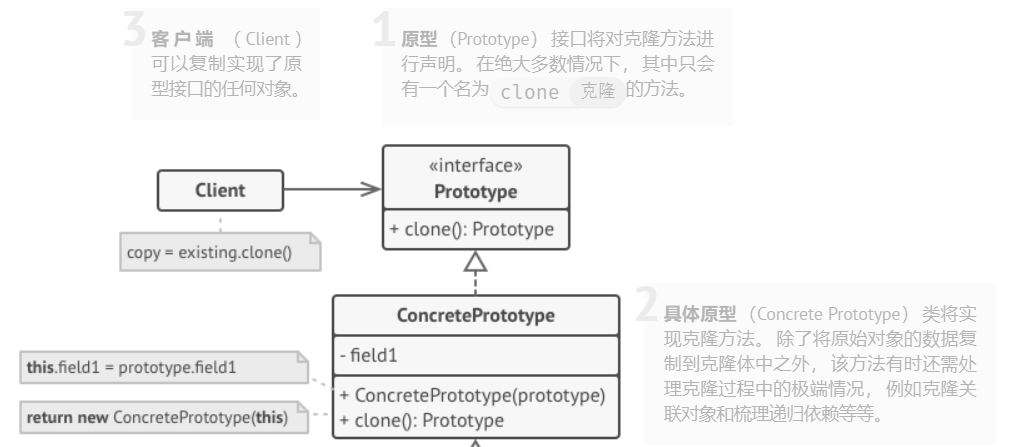 3
客户端 （Client）
可以复制实现了原
型接口的任何对象。
1
原型 （Prototype） 接口将对克隆方法进
行声明。 在绝大多数情况下， 其中只会
有一个名为 clone 克隆 的方法。
«interface»
Prototype
+ clone(): Prototype
Client
copy = existing.clone()
2
具体原型 （Concrete Prototype） 类将实
现克隆方法。 除了将原始对象的数据复
制到克隆体中之外， 该方法有时还需处
理克隆过程中的极端情况， 例如克隆关
联对象和梳理递归依赖等等。
ConcretePrototype
- field1
+ ConcretePrototype(prototype)
+ clone(): Prototype
this.field1 = prototype.field1
return new ConcretePrototype(this)